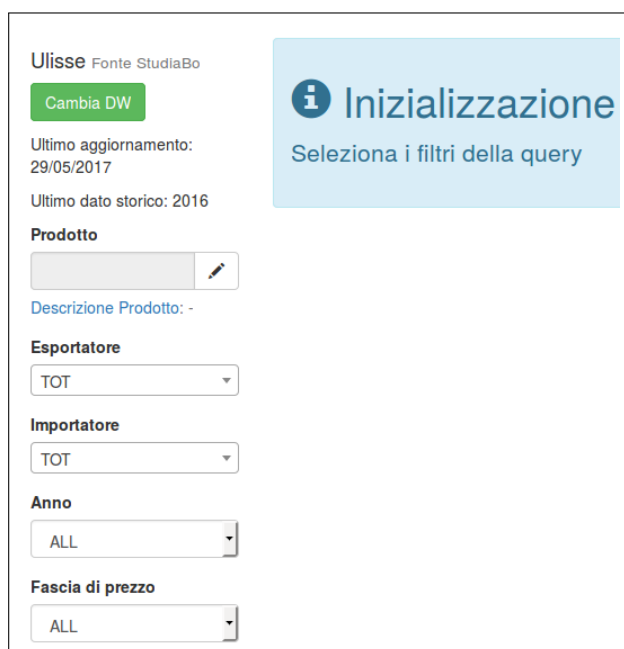 Ulisse Fonte StudiaBo
Cambia DW
Ultimo aggiornamento:
29/05/2017
Ultimo dato storico: 2016
Prodotto
Descrizione Prodotto: -
Esportatore
TOT
Importatore
TOT
Anno
ALL
Fascia di prezzo
ALL
Inizializzazione
Seleziona i filtri della query